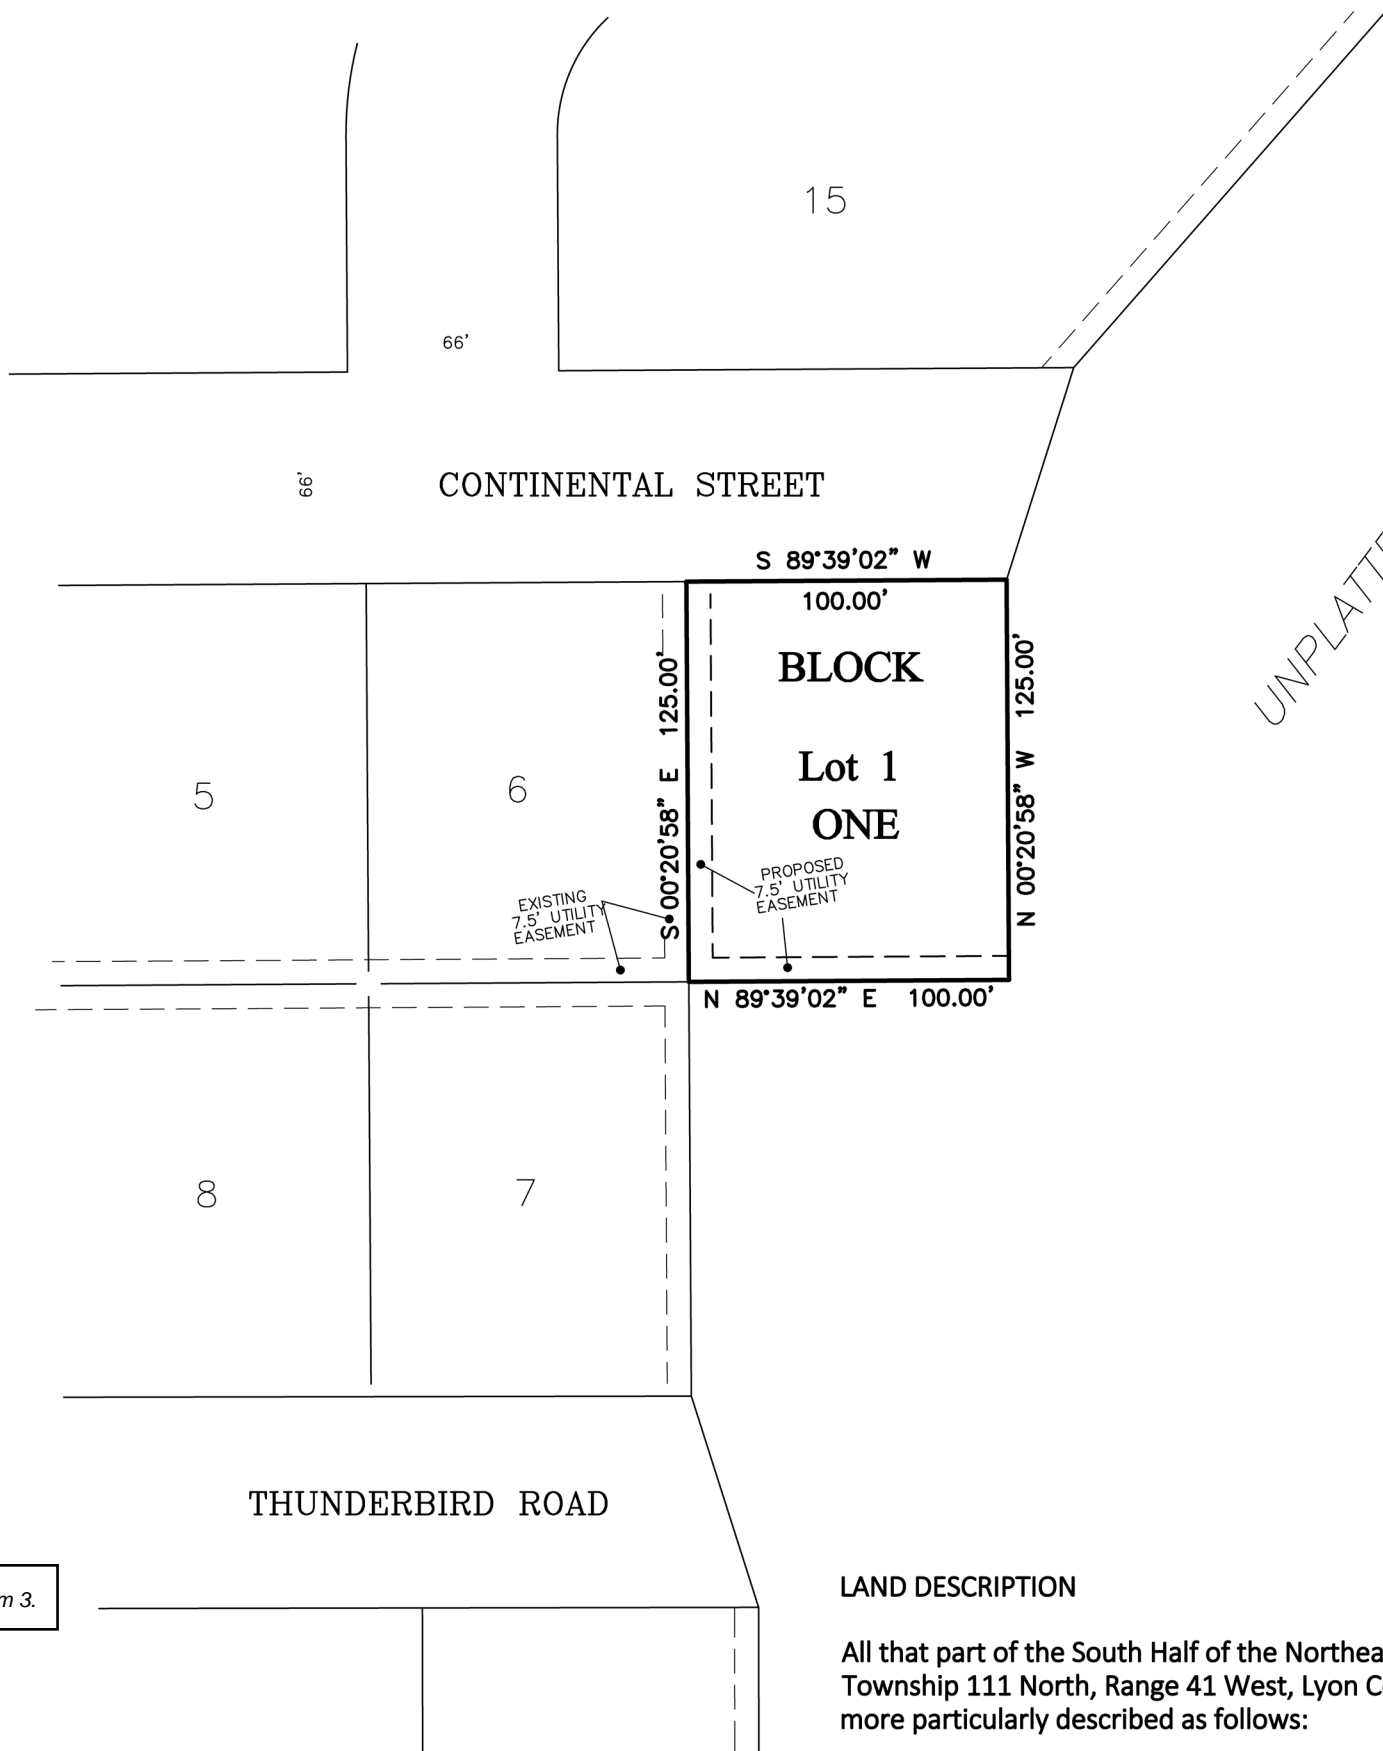 15
66'
66'
CONTINENTAL STREET
S 89°39'02" W
100.00'
UNPLATTE
BLOCK
Lot 1
ONE
S 00°20'58" E 125.00'
N 00°20'58" W 125.00'
5
6
PROPOSED
7.5' UTILITY
EASEMENT
EXISTING
7.5' UTILITY
EASEMENT
N 89°39'02" E 100.00'
8
7
THUNDERBIRD ROAD
m 3.
LAND DESCRIPTION
All that part of the South Half of the Northea
Township 111 North, Range 41 West, Lyon C
more particularly described as follows: